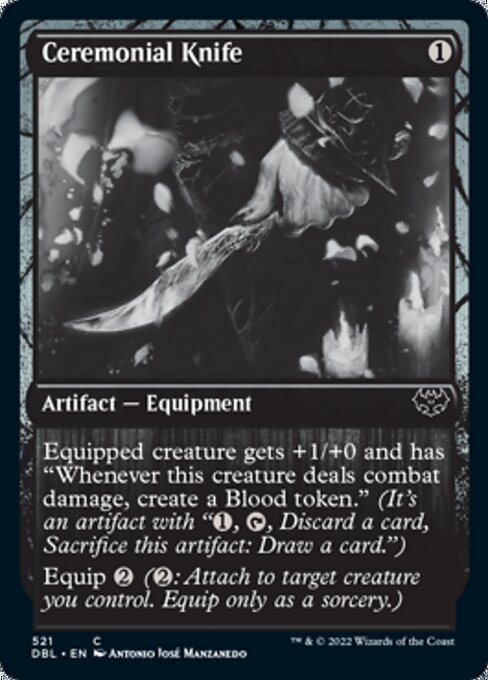 Ceremonial Knife 1
Artifact — Equipment
Equipped creature gets +1/+0 and has
“Whenever this creature deals combat
damage, create a Blood token.” (It’s
an artifact with “1, T, Discard a card,
Sacrifice this artifact: Draw a card.”)
Equip 2 (2: Attach to target creature
you control. Equip only as a sorcery.)
521 C
DBL • EN Antonio José Manzanedo
™ & © 2022 Wizards of the Coast